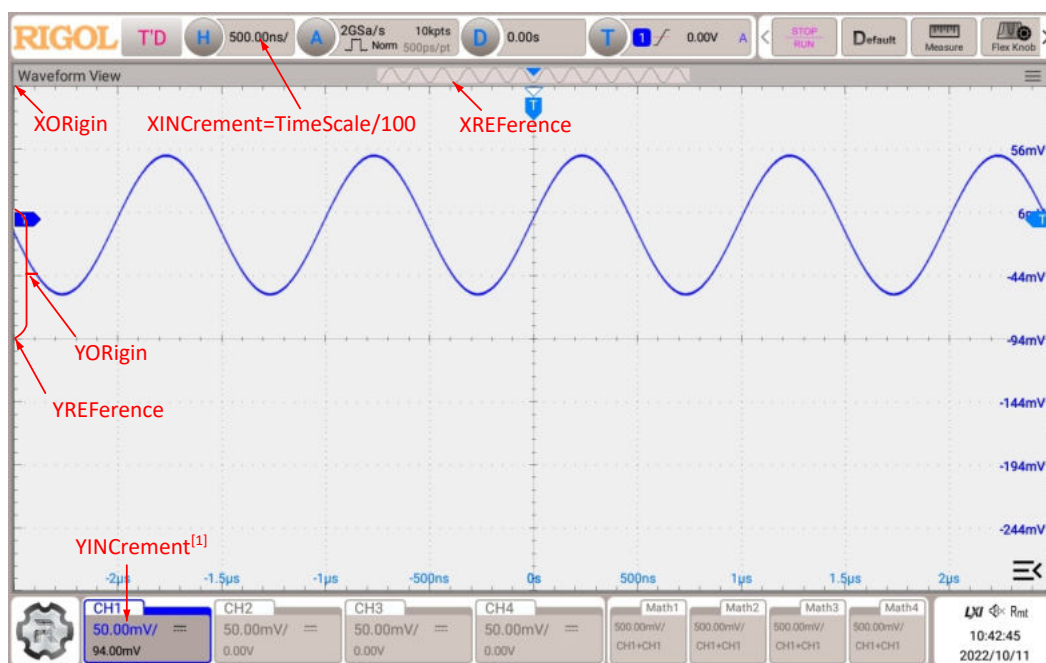 RIGOL T'D H 500.00ns/ A 2GSa/s 10kpts Norm 500ps/pt D 0.00s T 1 0.00V A STOP RUN Default Measure Flex Knob
Waveform View
T
XORigin XINCrement=TimeScale/100 XREFerence
56mV
T
-44mV
YORigin
-94mV
YREFerence
-144mV
-194mV
-244mV
YINCrement[1]
-2µs -1.5µs -1µs -500ns 0s 500ns 1µs 1.5µs 2µs
CH1 CH2 CH3 CH4 Math1 Math2 Math3 Math4
50.00mV/ 50.00mV/ 50.00mV/ 50.00mV/ 500.00mV/ 500.00mV/ 500.00mV/ 500.00mV/
94.00mV 0.00V 0.00V 0.00V CH1+CH1 CH1+CH1 CH1+CH1 CH1+CH1
LXI Rmt
10:42:45
2022/10/11